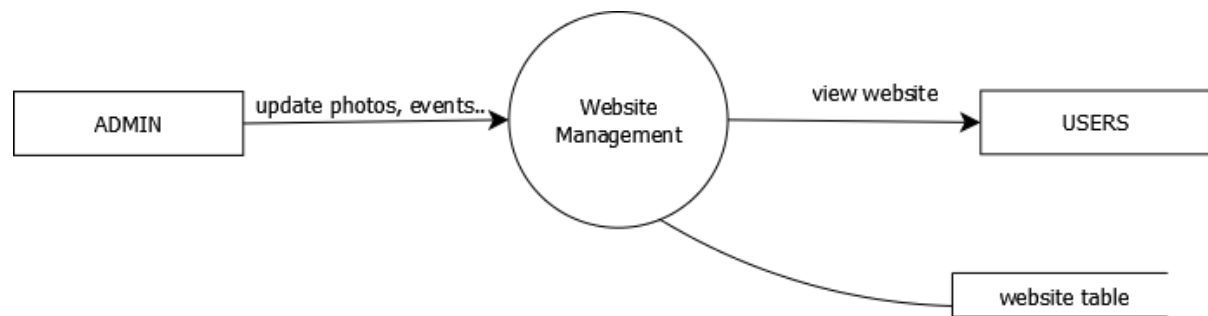 ADMIN
update photos, events..
Website
Management
view website
USERS
website table